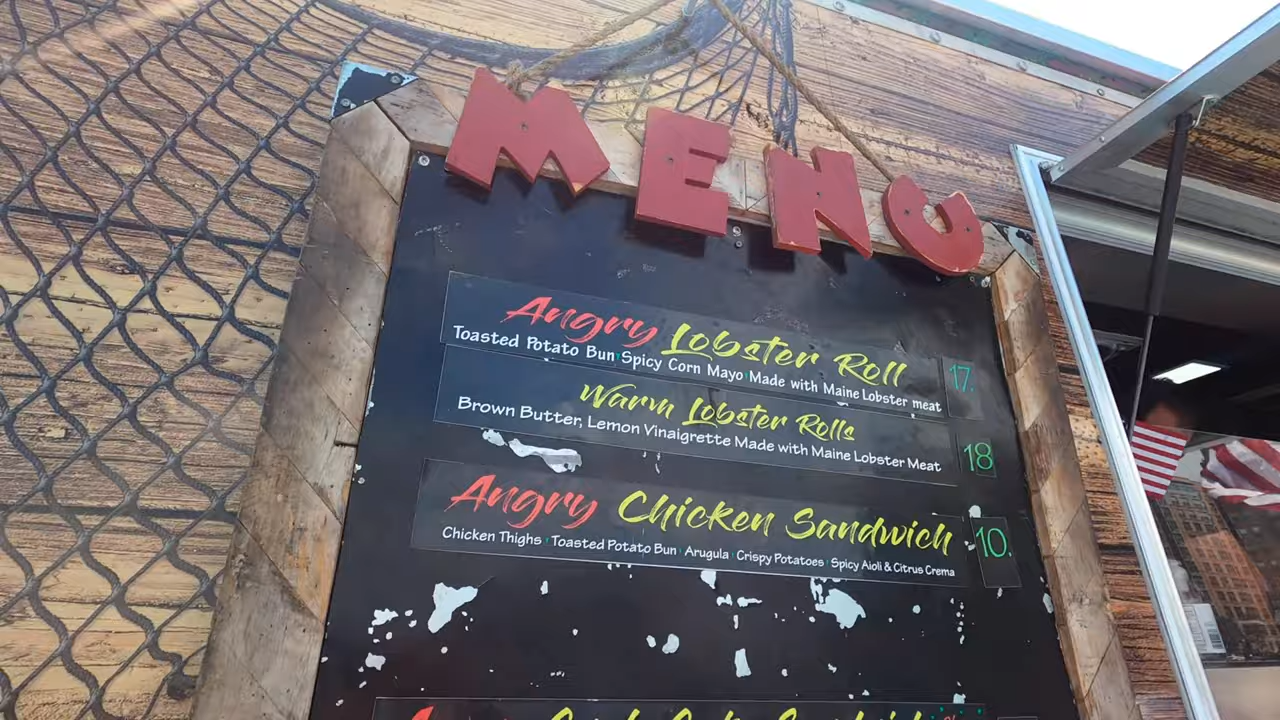 MENU
Angry Lobster Roll 17.
Toasted Potato Bun Spicy Corn Mayo Made with Maine Lobster meat
Warm Lobster Rolls
Brown Butter, Lemon Vinaigrette Made with Maine Lobster Meat 18
Angry Chicken Sandwich 10.
Chicken Thighs Toasted Potato Bun Arugula Crispy Potatoes Spicy Aioli & Citrus Crema